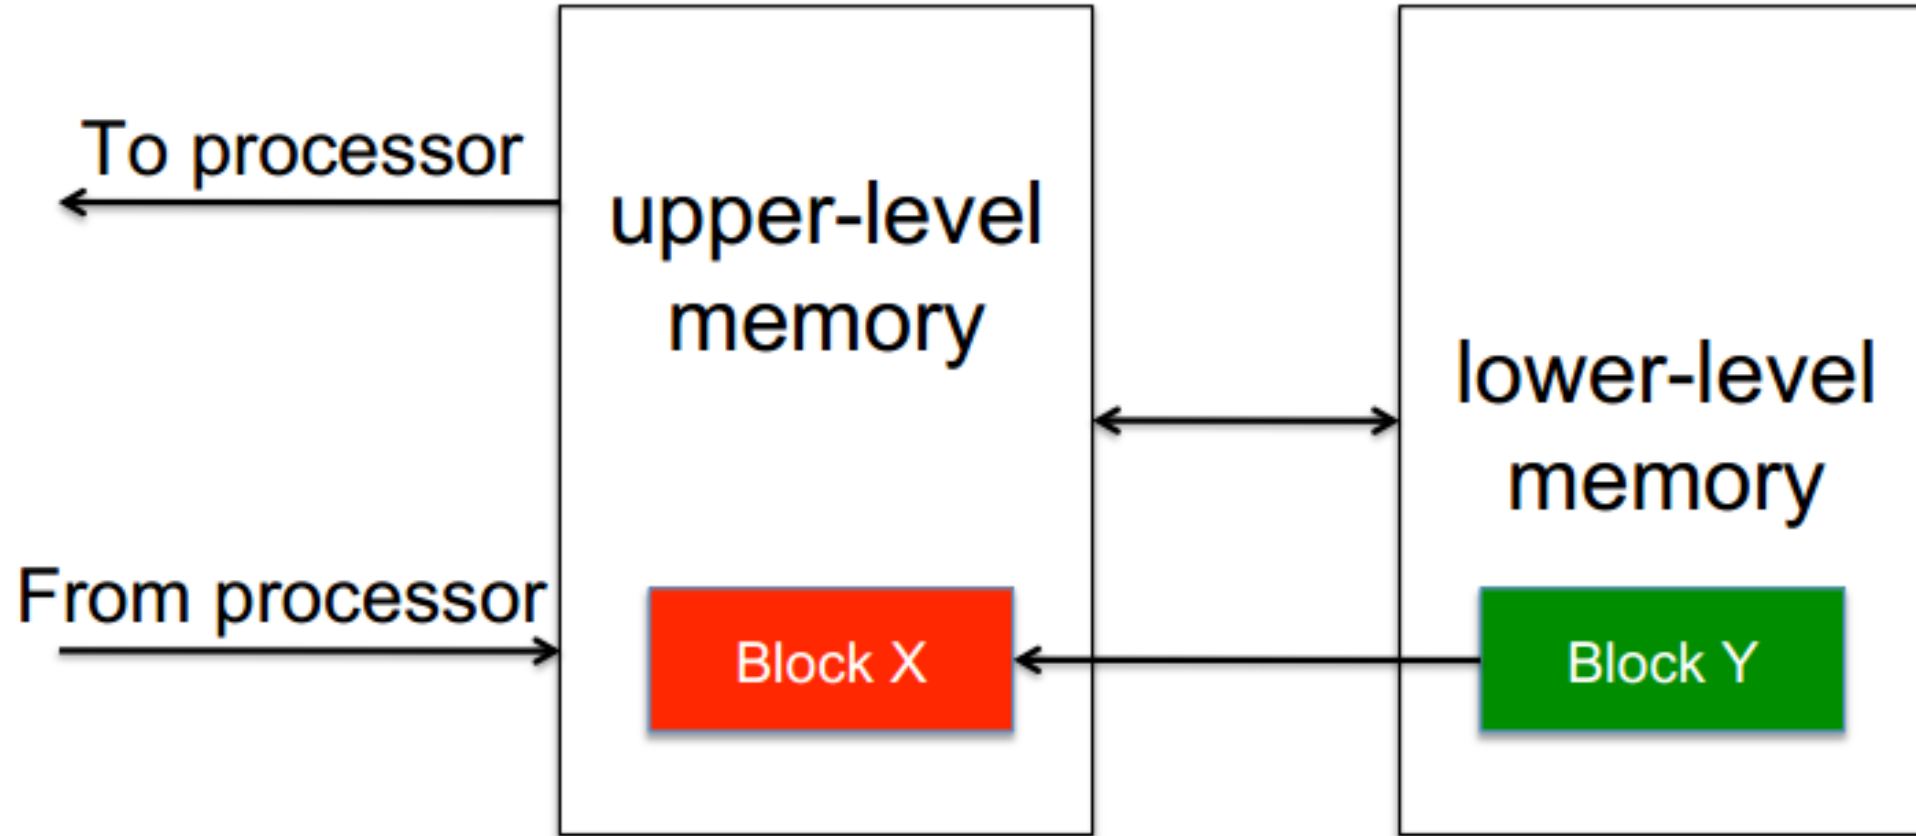 To processor
upper-level
memory
lower-level
memory
From processor
Block X
Block Y